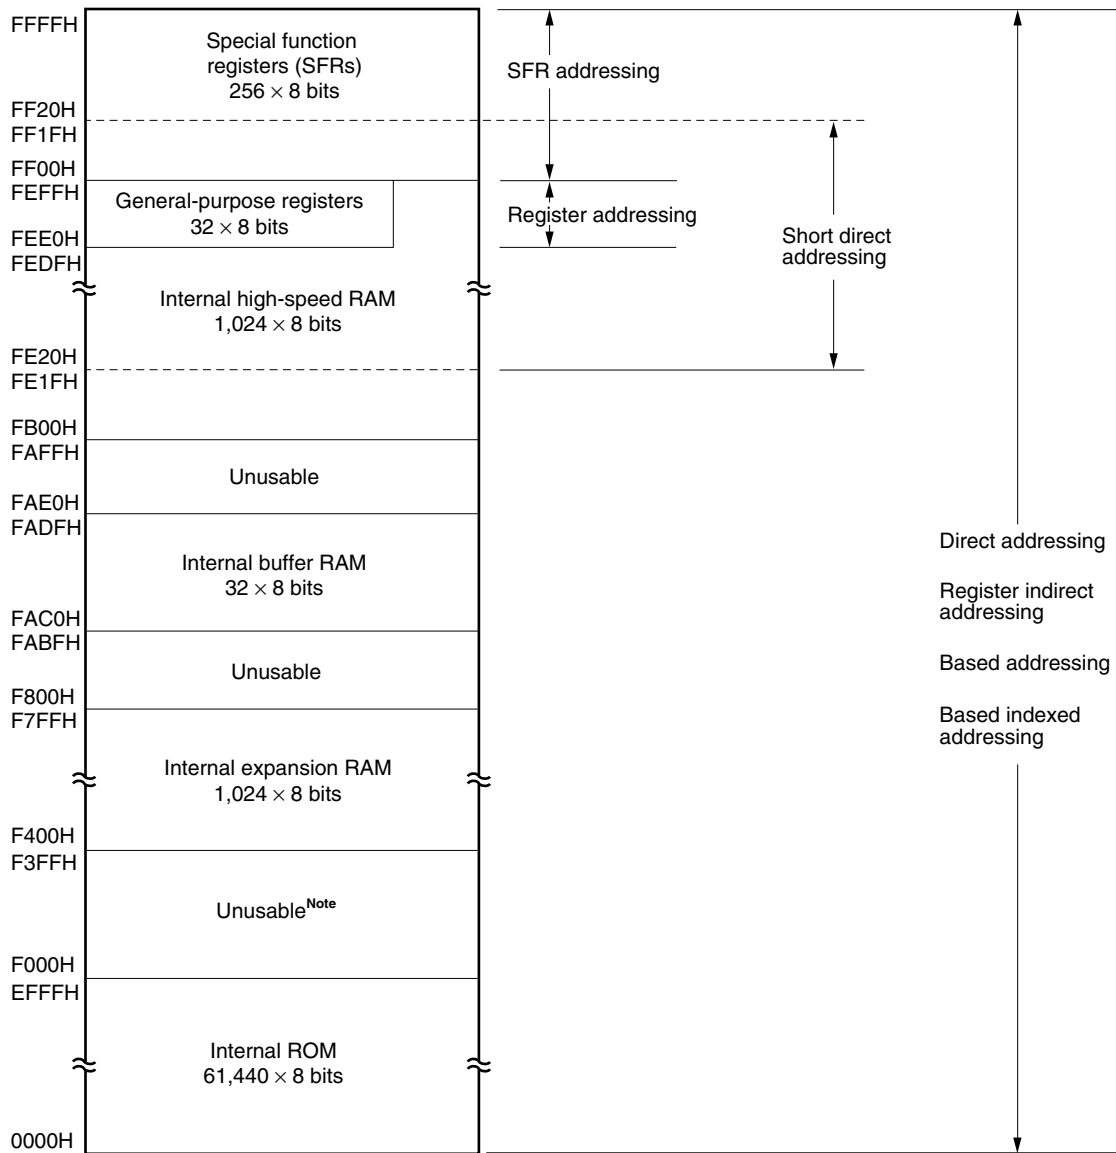 FFFFH
Special function
registers (SFRs)
256 × 8 bits
SFR addressing
FF20H
FF1FH
FF00H
FEFFH
General-purpose registers
32 × 8 bits
Register addressing
Short direct
addressing
FEE0H
FEDFH
Internal high-speed RAM
1,024 × 8 bits
FE20H
FE1FH
FB00H
FAFFH
Unusable
FAE0H
FADFH
Internal buffer RAM
32 × 8 bits
Direct addressing
Register indirect
addressing
FAC0H
FABFH
Unusable
Based addressing
F800H
F7FFH
Based indexed
addressing
Internal expansion RAM
1,024 × 8 bits
F400H
F3FFH
Unusable Note
F000H
EFFFH
Internal ROM
61,440 × 8 bits
0000H